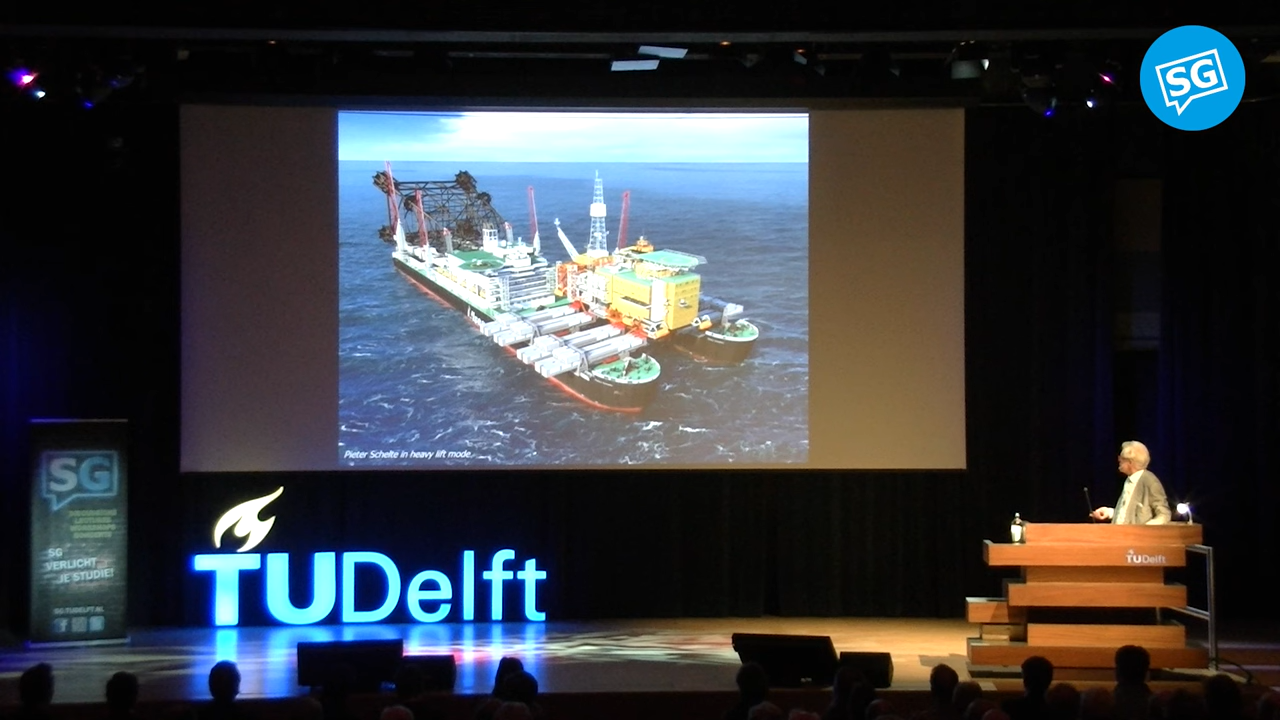 SG
Pieter Schelte in heavy lift mode
SG
SG
VERLICHT
JE STUDIE!
SG.TUDELFT.NL
TUDelft
TUDelft